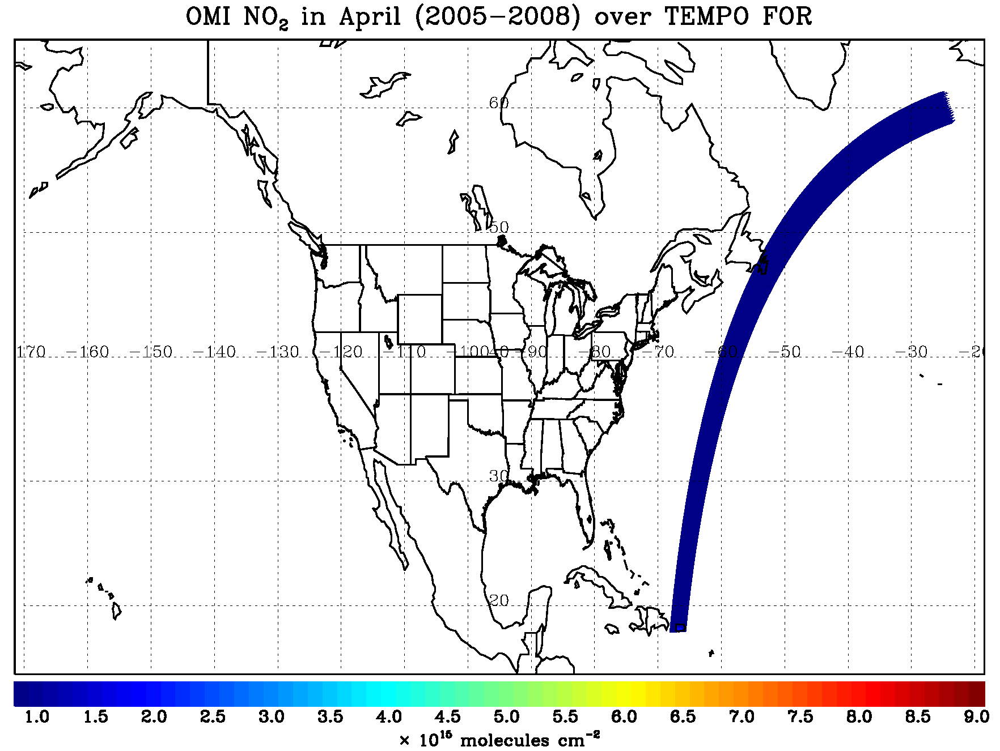 OMI NO₂ in April (2005−2008) over TEMPO FOR
60
50
170 −160 −150 −140 −130 −120 −110 −100 40 −90 −80 −70 −60 −50 −40 −30 −20
30
20
1.0 1.5 2.0 2.5 3.0 3.5 4.0 4.5 5.0 5.5 6.0 6.5 7.0 7.5 8.0 8.5 9.0
× 10¹⁵ molecules cm⁻²